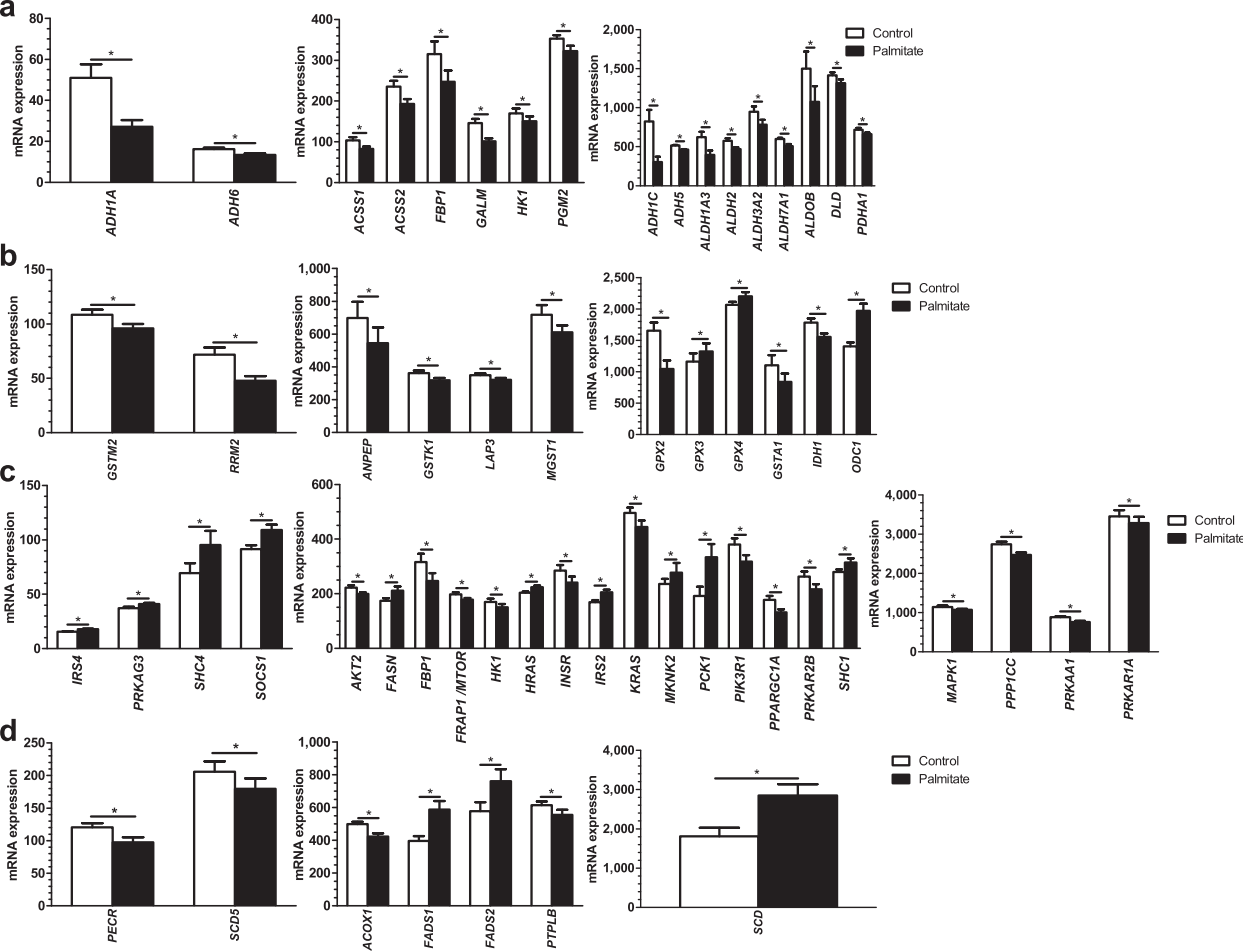 a
mRNA expression
80
60
40
20
0
*
*
ADH1A
ADH6
mRNA expression
400
300
200
100
0
* * * * * *
ACSS1 ACSS2 FBP1 GALM HK1 PGM2
mRNA expression
2,000
1,500
1,000
500
0
* * * * * * * * *
ADH1C ADH5 ALDH1A3 ALDH2 ALDH3A2 ALDH7A1 ALDOB DLD PDHA1
Control
Palmitate
b
mRNA expression
150
100
50
0
* *
GSTM2 RRM2
mRNA expression
1,000
800
600
400
200
0
* * * *
ANPEP GSTK1 LAP3 MGST1
mRNA expression
2,500
2,000
1,500
1,000
500
0
* * * * * *
GPX2 GPX3 GPX4 GSTA1 IDH1 ODC1
Control
Palmitate
c
mRNA expression
150
100
50
0
* * * *
IRS4 PRKAG3 SHC4 SOCS1
mRNA expression
600
400
200
0
* * * * * * * * * * * * * * *
AKT2 FASN FBP1 FRAP1 /MTOR HK1 HRAS INSR IRS2 KRAS MKNK2 PCK1 PIK3R1 PPARGC1A PRKAR2B SHC1
mRNA expression
4,000
3,000
2,000
1,000
0
* * * *
MAPK1 PPP1CC PRKAA1 PRKAR1A
Control
Palmitate
d
mRNA expression
250
200
150
100
50
0
* *
PECR SCD5
mRNA expression
1,000
800
600
400
200
0
* * * *
ACOX1 FADS1 FADS2 PTPLB
mRNA expression
4,000
3,000
2,000
1,000
0
*
SCD
Control
Palmitate